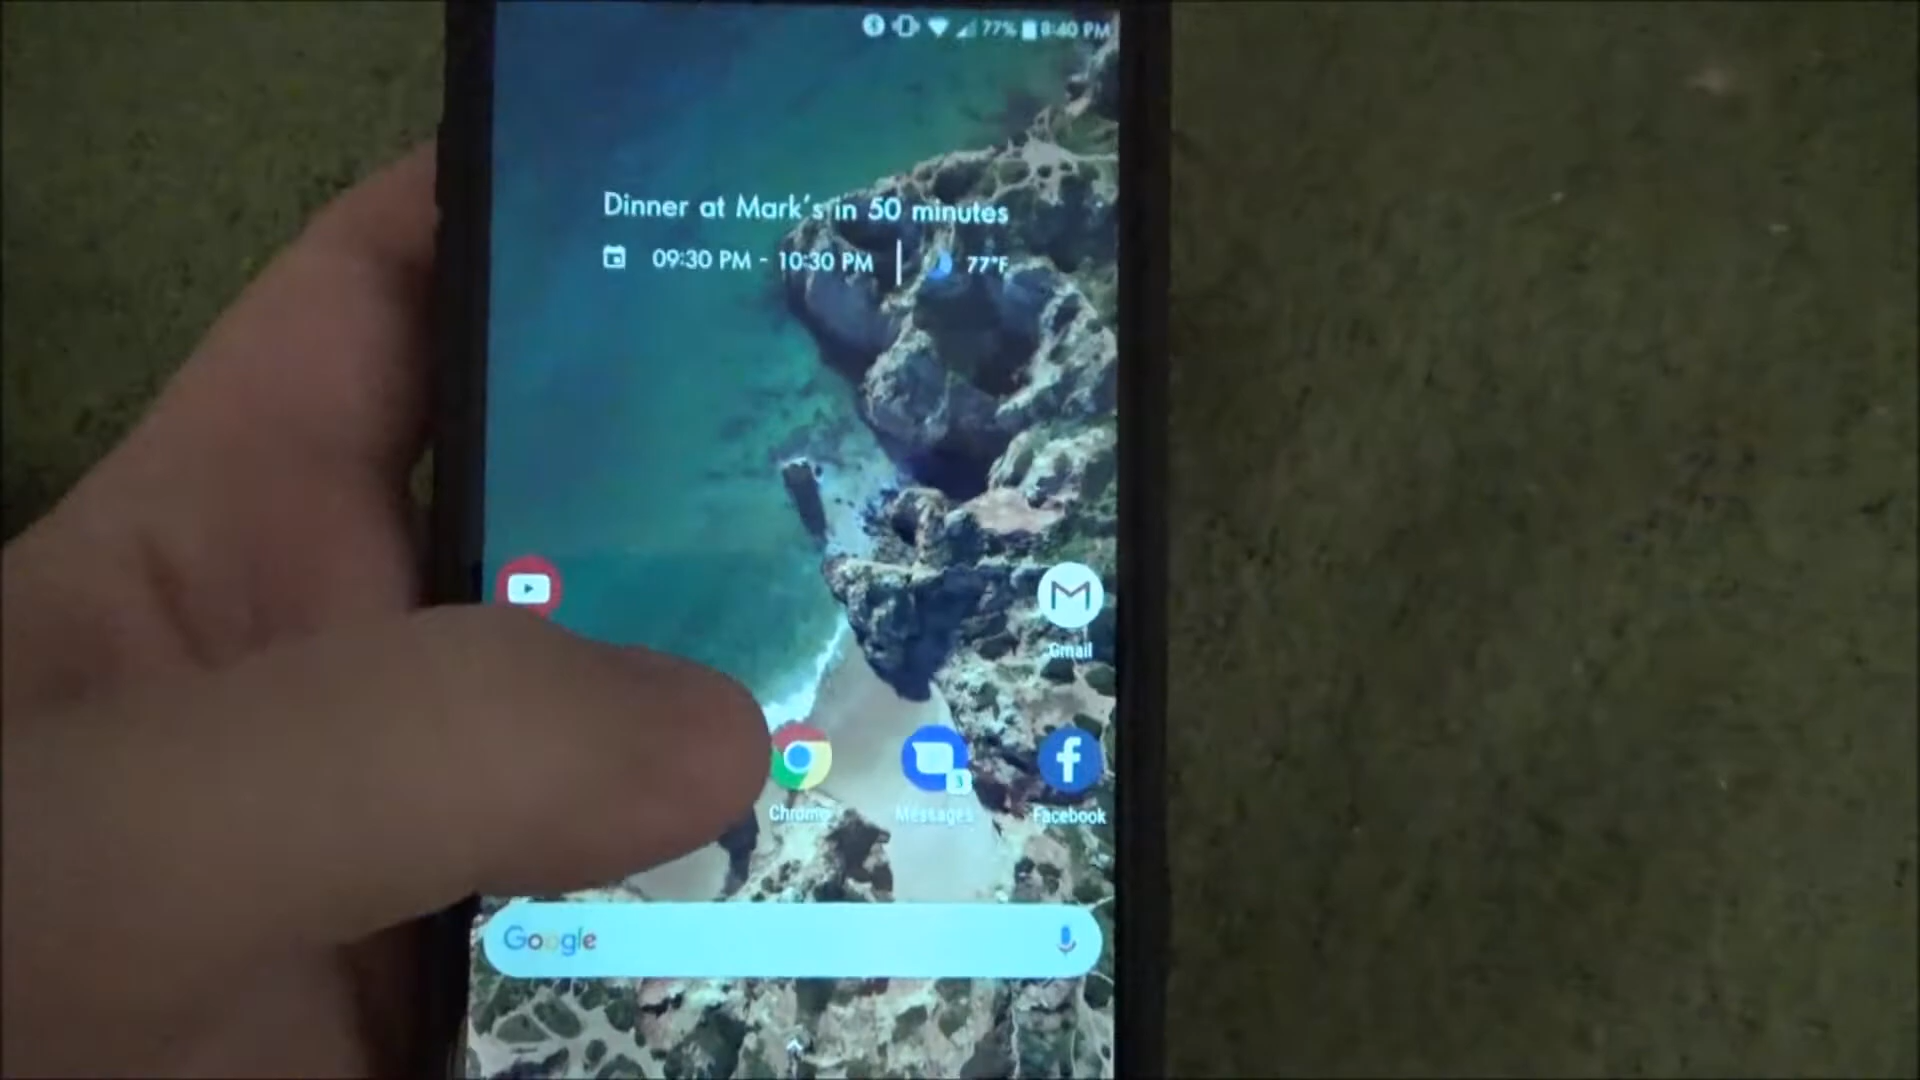 77% 8:40 PM
Dinner at Mark's in 50 minutes
09:30 PM - 10:30 PM | 77°F
Gmail
3
Chrome Messages Facebook
Google